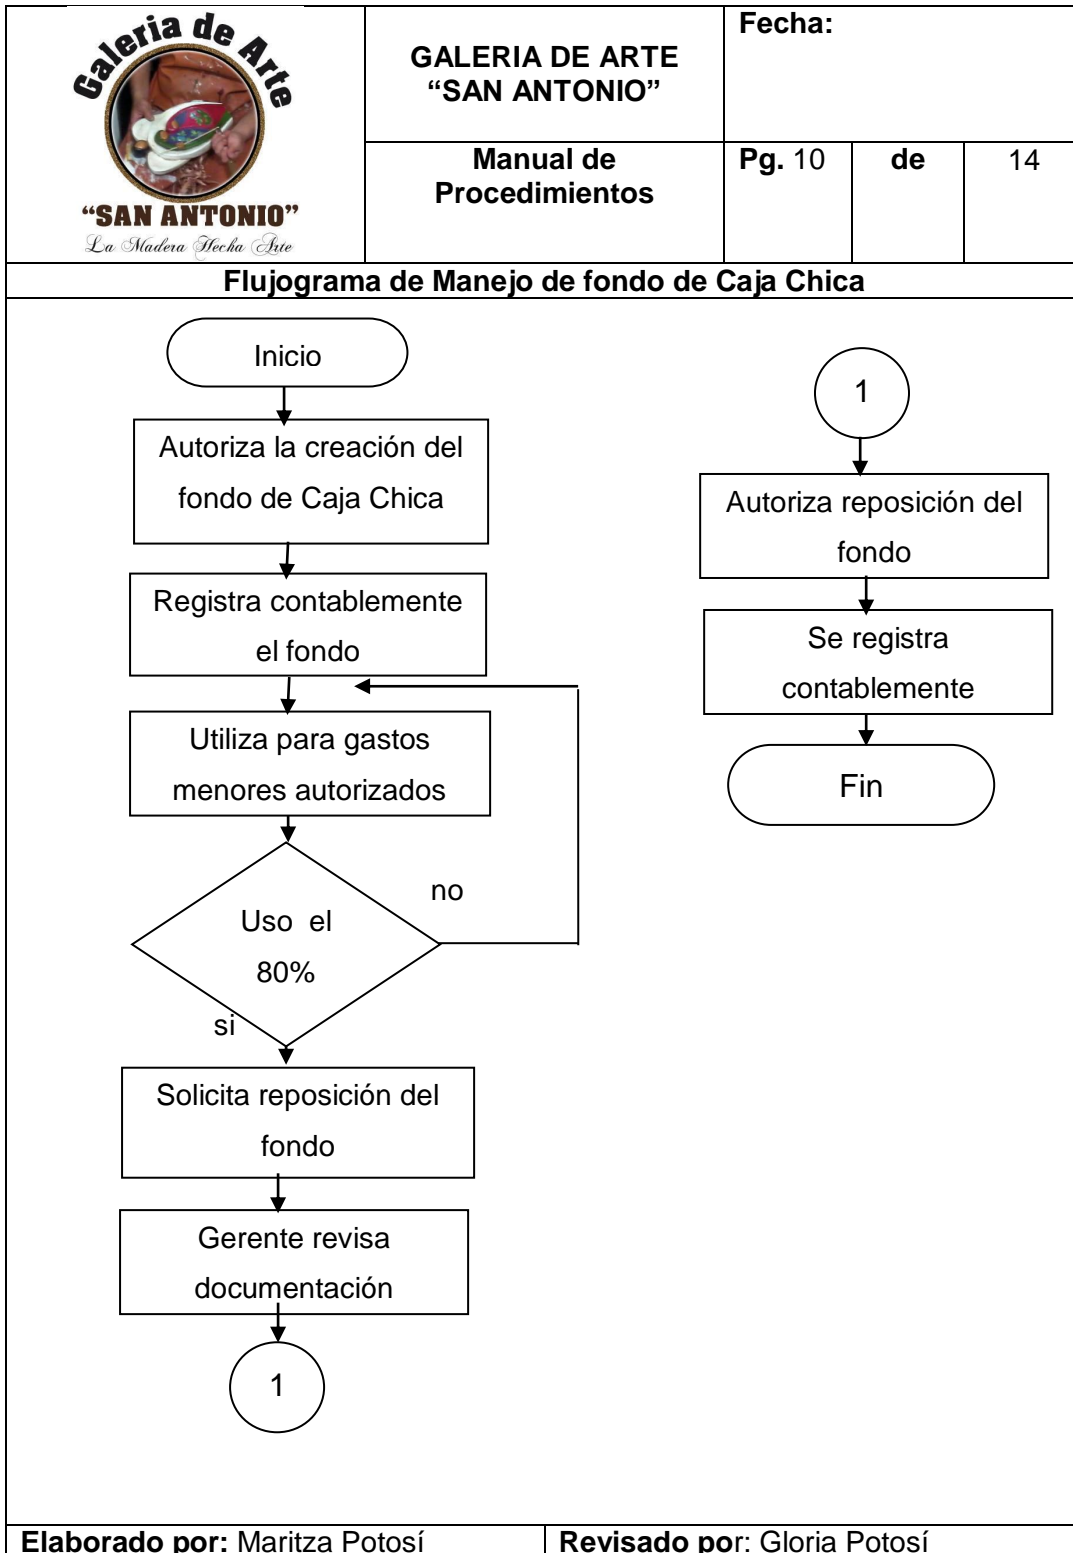 Galeria de Arte
“SAN ANTONIO”
La Madera Hecha Arte
GALERIA DE ARTE
“SAN ANTONIO”
Fecha:
Manual de
Procedimientos
Pg. 10
de
14
Flujograma de Manejo de fondo de Caja Chica
Inicio
Autoriza la creación del
fondo de Caja Chica
Registra contablemente
el fondo
Utiliza para gastos
menores autorizados
Uso el
80%
no
si
Solicita reposición del
fondo
Gerente revisa
documentación
1
1
Autoriza reposición del
fondo
Se registra
contablemente
Fin
Elaborado por: Maritza Potosí
Revisado por: Gloria Potosí